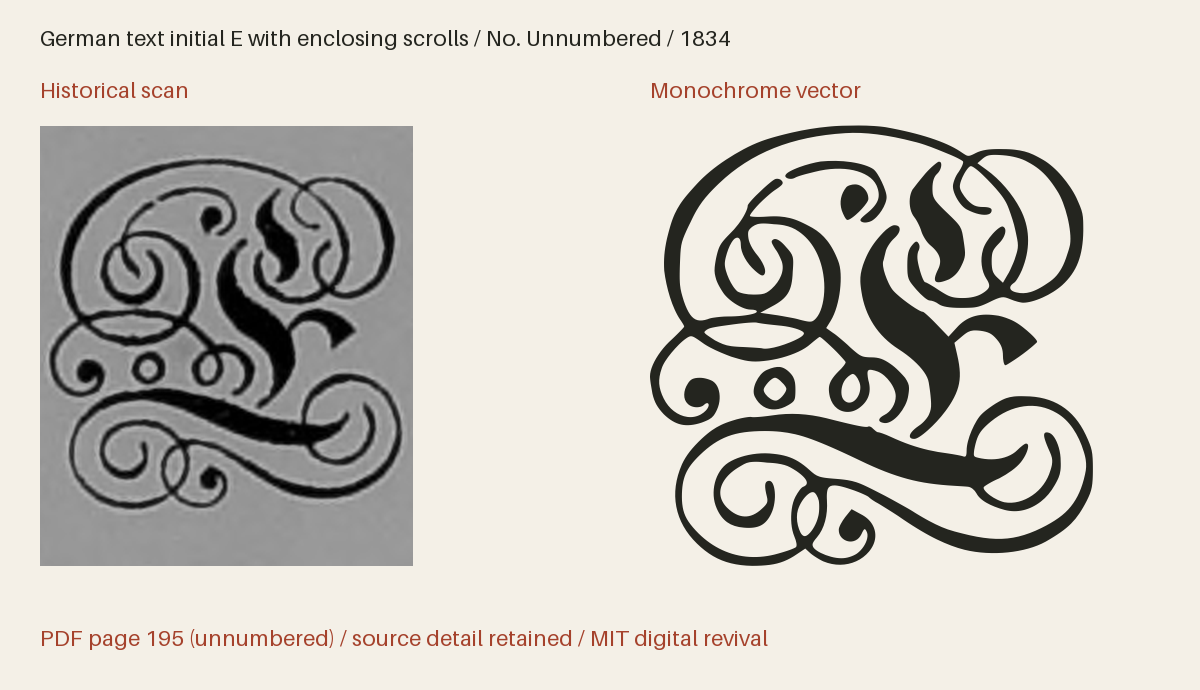 German text initial E with enclosing scrolls / No. Unnumbered / 1834
Historical scan
Monochrome vector
PDF page 195 (unnumbered) / source detail retained / MIT digital revival